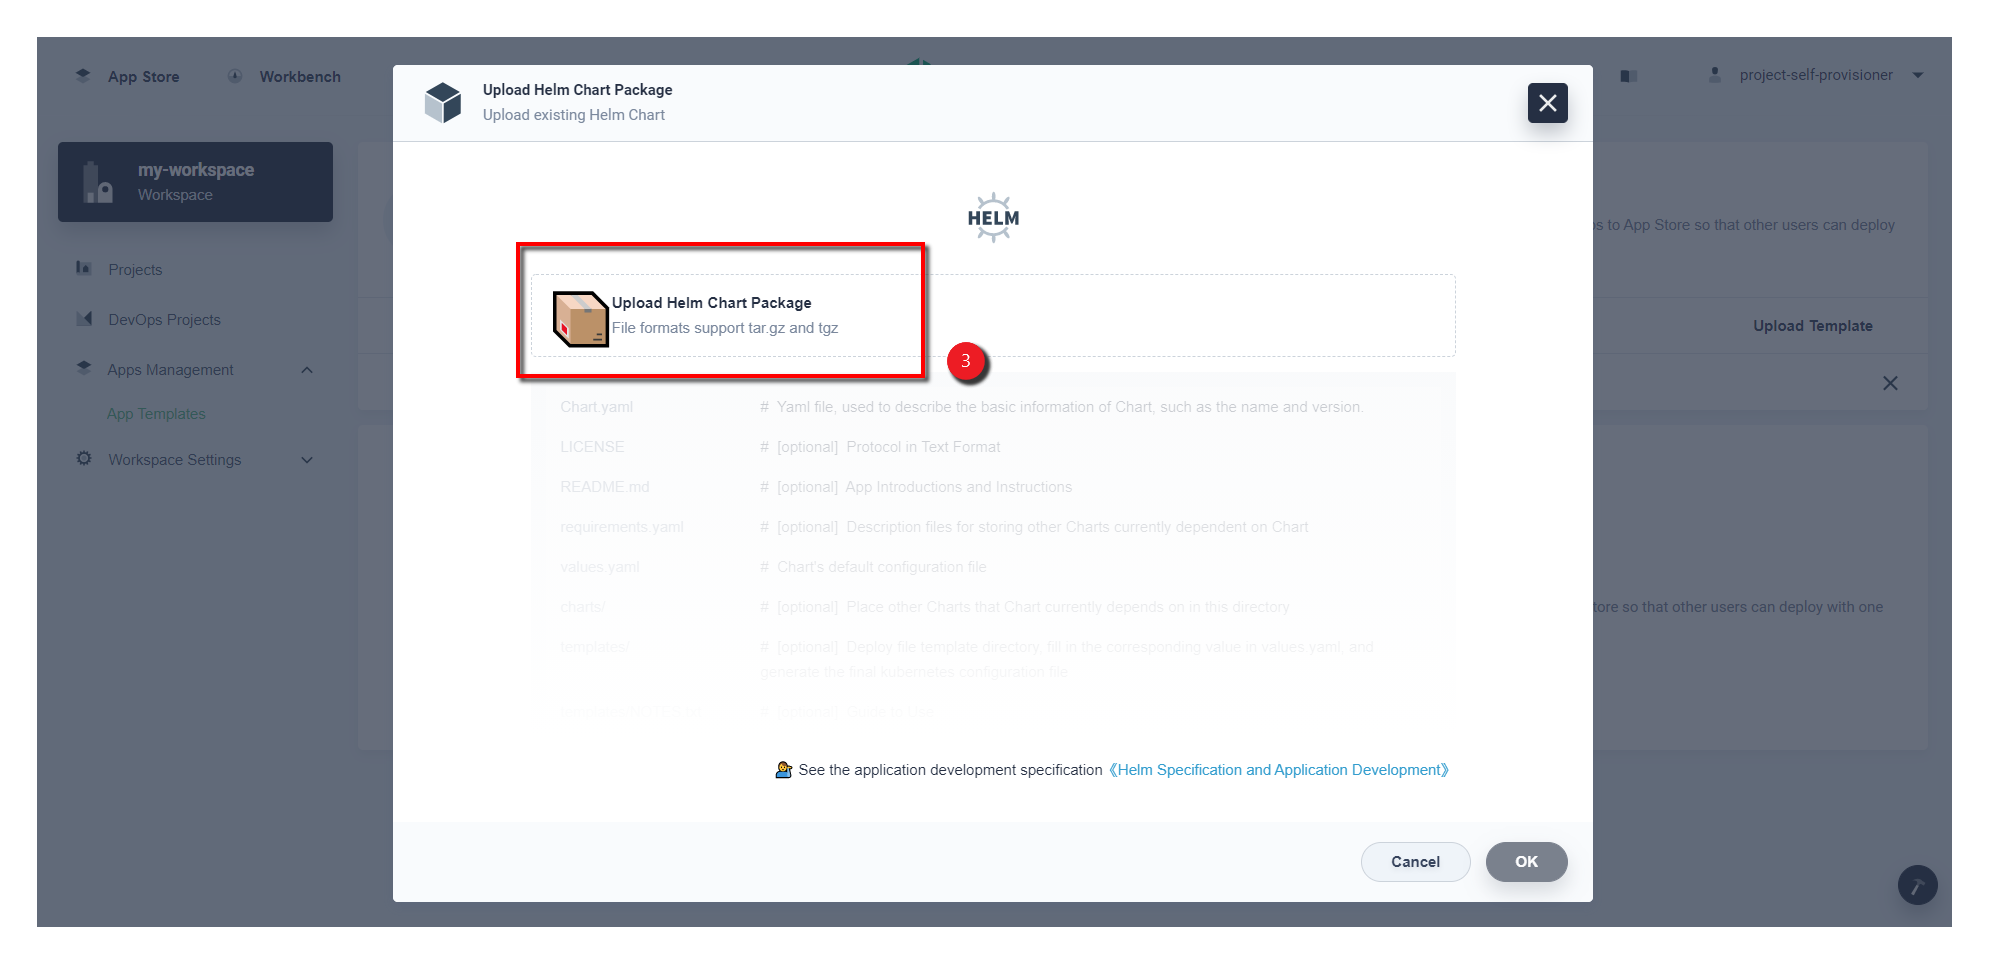 App Store
Workbench
project-self-provisioner
Upload Helm Chart Package
Upload existing Helm Chart
my-workspace
Workspace
Projects
DevOps Projects
Apps Management
App Templates
Workspace Settings
s to App Store so that other users can deploy
Upload Template
HELM
Upload Helm Chart Package
File formats support tar.gz and tgz
3
Chart.yaml # Yaml file, used to describe the basic information of Chart, such as the name and version.
LICENSE # [optional] Protocol in Text Format
README.md # [optional] App Introductions and Instructions
requirements.yaml # [optional] Description files for storing other Charts currently dependent on Chart
values.yaml # Chart's default configuration file
charts/ # [optional] Place other Charts that Chart currently depends on in this directory
templates/ # [optional] Deploy file template directory, fill in the corresponding value in values.yaml, and
generate the final kubernetes configuration file
# [optional]
tore so that other users can deploy with one
See the application development specification 《Helm Specification and Application Development》
Cancel
OK